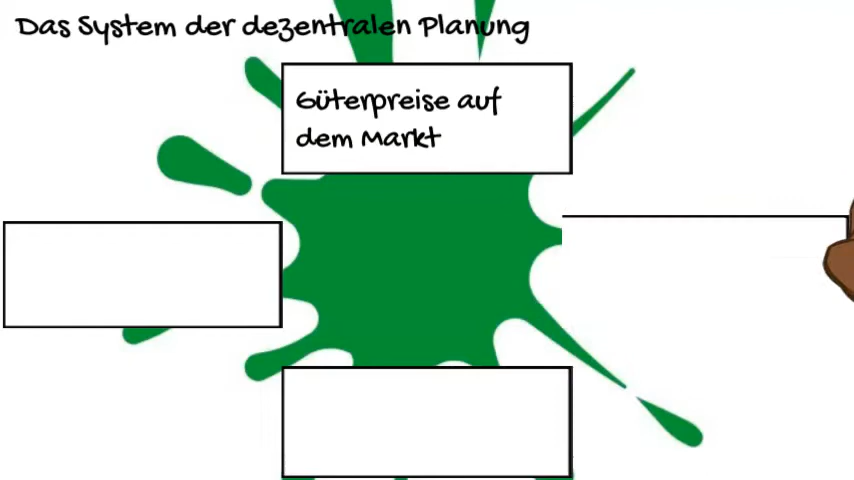 Das System der dezentralen Planung
Güterpreise auf
dem Markt